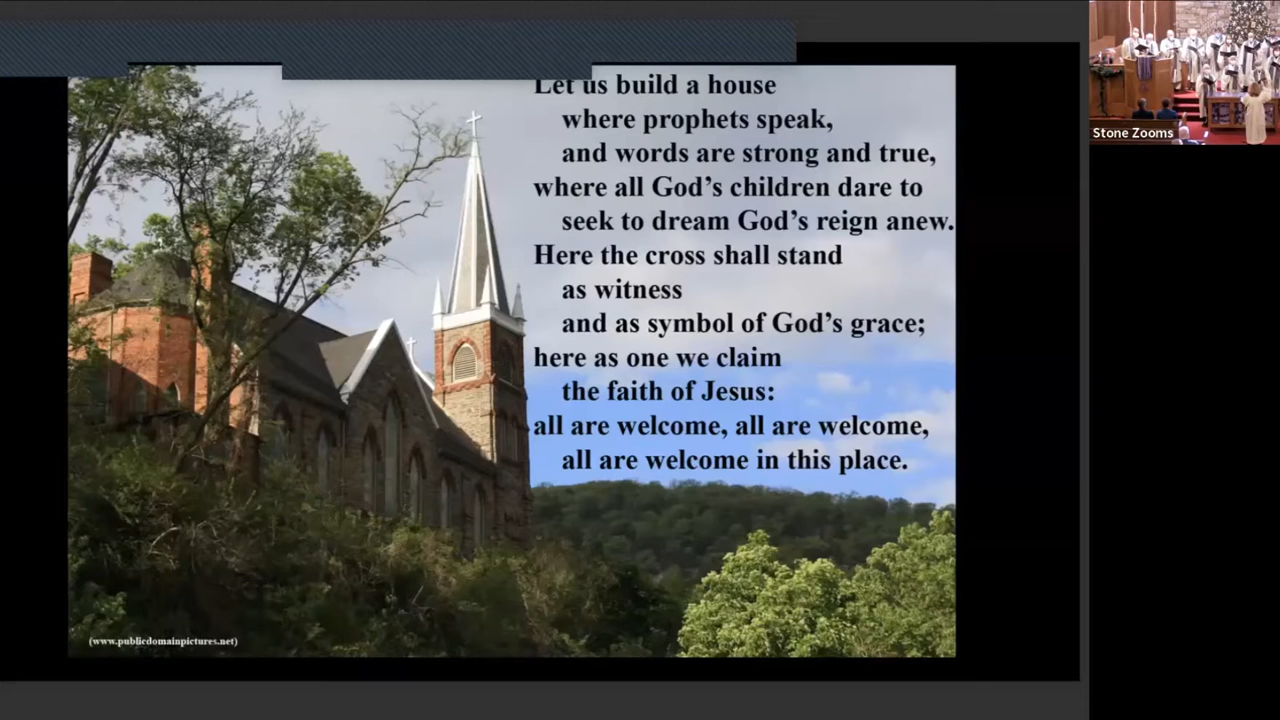 Let us build a house
where prophets speak,
and words are strong and true,
where all God's children dare to
seek to dream God's reign anew.
Here the cross shall stand
as witness
and as symbol of God's grace;
here as one we claim
the faith of Jesus:
all are welcome, all are welcome,
all are welcome in this place.
(www.publicdomainpictures.net)
Stone Zooms